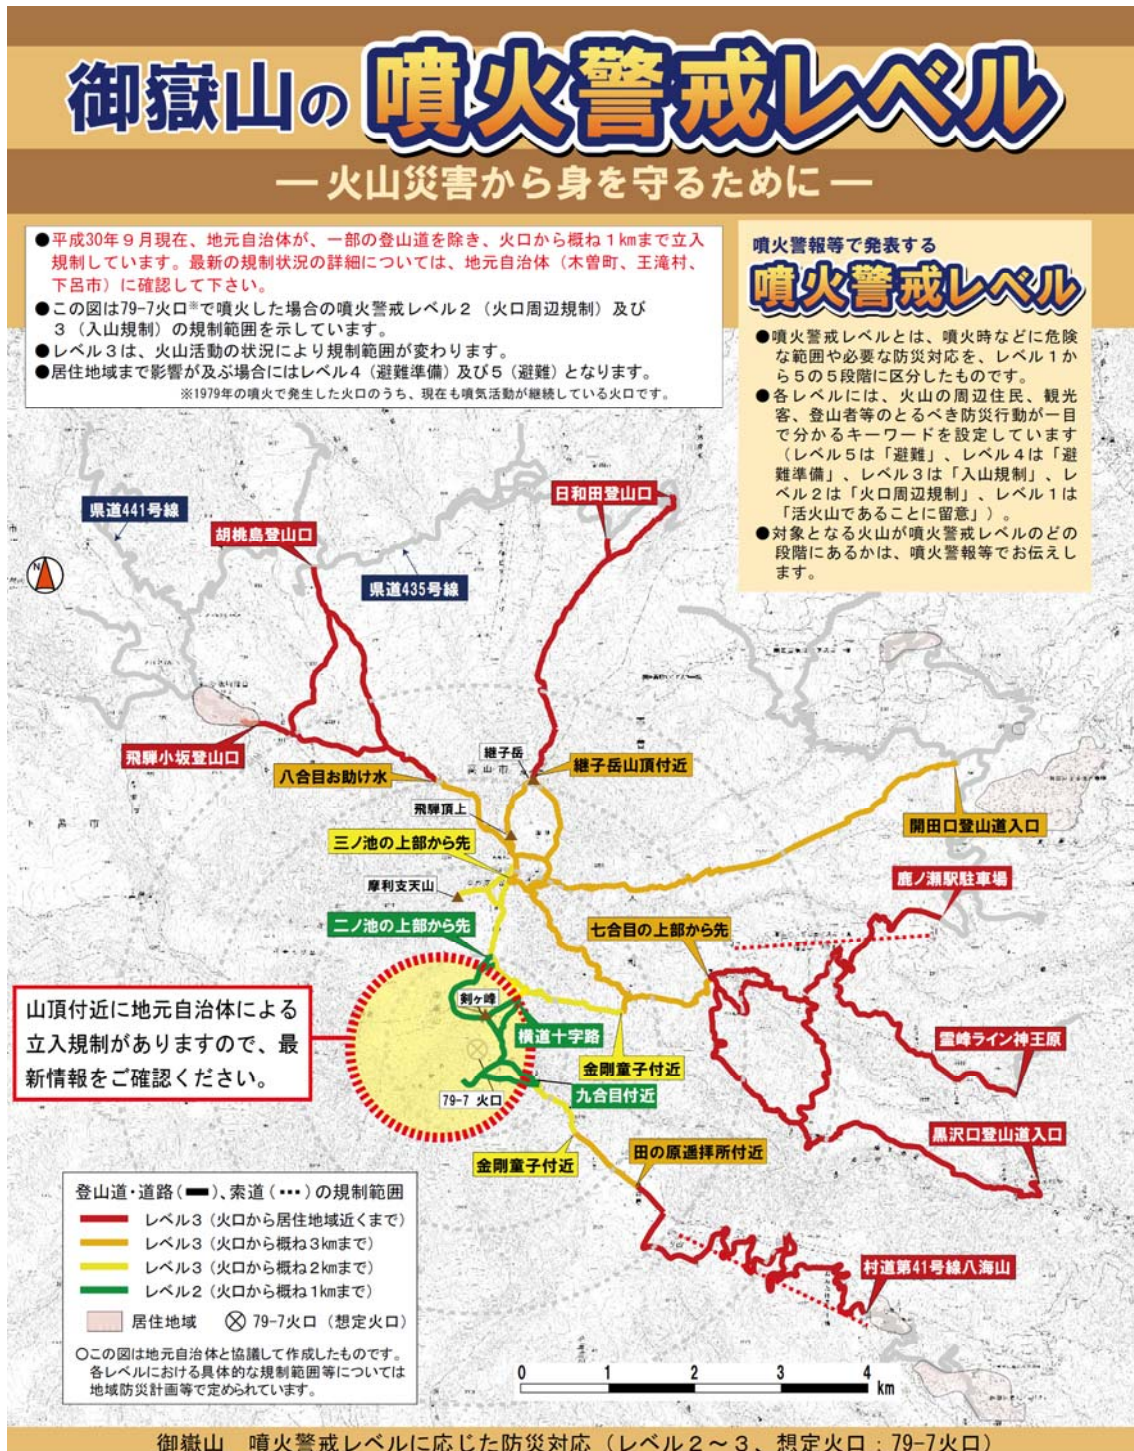 御嶽山の噴火警戒レベル
― 火山災害から身を守るために ―
●平成30年9月現在、地元自治体が、一部の登山道を除き、火口から概ね1kmまで立入
規制しています。最新の規制状況の詳細については、地元自治体（木曽町、王滝村、
下呂市）に確認して下さい。
●この図は79-7火口※で噴火した場合の噴火警戒レベル2（火口周辺規制）及び
3（入山規制）の規制範囲を示しています。
●レベル3は、火山活動の状況により規制範囲が変わります。
●居住地域まで影響が及ぶ場合にはレベル4（避難準備）及び5（避難）となります。
※1979年の噴火で発生した火口のうち、現在も噴気活動が継続している火口です。
噴火警報等で発表する
噴火警戒レベル
●噴火警戒レベルとは、噴火時などに危険
な範囲や必要な防災対応を、レベル1か
ら5の5段階に区分したものです。
●各レベルには、火山の周辺住民、観光
客、登山者等のとるべき防災行動が一目
で分かるキーワードを設定しています
（レベル5は「避難」、レベル4は「避
難準備」、レベル3は「入山規制」、レ
ベル2は「火口周辺規制」、レベル1は
「活火山であることに留意」）。
●対象となる火山が噴火警戒レベルのどの
段階にあるかは、噴火警報等でお伝えし
ます。
日和田登山口
県道441号線
胡桃島登山口
N
県道435号線
飛騨小坂登山口
継子岳
高山市
継子岳山頂付近
八合目お助け水
飛騨頂上
開田口登山道入口
下呂市
三ノ池の上部から先
摩利支天山
鹿ノ瀬駅駐車場
二ノ池の上部から先
七合目の上部から先
山頂付近に地元自治体による
立入規制がありますので、最
新情報をご確認ください。
剣ヶ峰
横道十字路
霊峰ライン神王原
金剛童子付近
79-7 火口
九合目付近
黒沢口登山道入口
金剛童子付近
田の原遥拝所付近
村道第41号線八海山
登山道・道路（━）、索道（･･･）の規制範囲
レベル3（火口から居住地域近くまで）
レベル3（火口から概ね3kmまで）
レベル3（火口から概ね2kmまで）
レベル2（火口から概ね1kmまで）
居住地域 79-7火口（想定火口）
○この図は地元自治体と協議して作成したものです。
各レベルにおける具体的な規制範囲等については
地域防災計画等で定められています。
0 1 2 3 4 km
御嶽山 噴火警戒レベルに応じた防災対応（レベル2～3、想定火口：79-7火口）